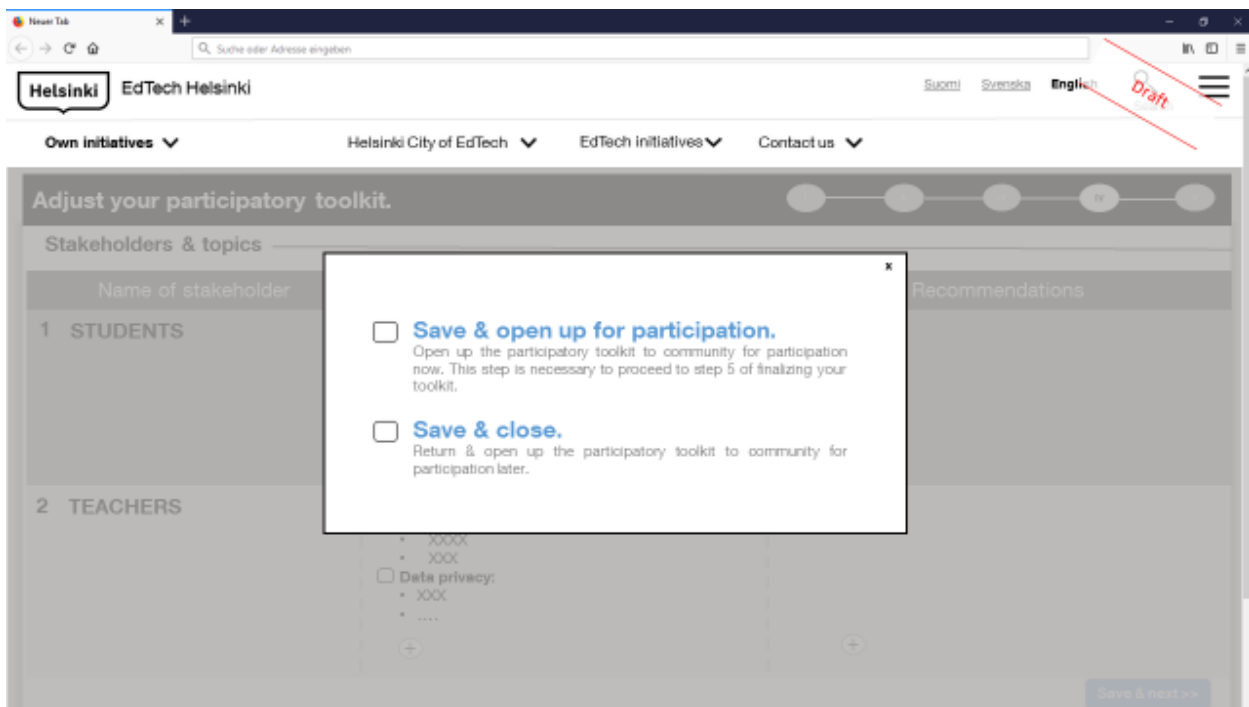 Neuer Tab
Suche oder Adresse eingeben
Helsinki EdTech Helsinki
Suomi Svenska English
Draft
Own initiatives Helsinki City of EdTech EdTech initiatives Contact us
Adjust your participatory toolkit.
IV
Stakeholders & topics
Name of stakeholder Recommendations
1 STUDENTS
x
Save & open up for participation.
Open up the participatory toolkit to community for participation
now. This step is necessary to proceed to step 5 of finalizing your
toolkit.
Save & close.
Return & open up the participatory toolkit to community for
participation later.
2 TEACHERS
• XXXX
• XXX
Data privacy:
• XXX
• ....
Save & next >>